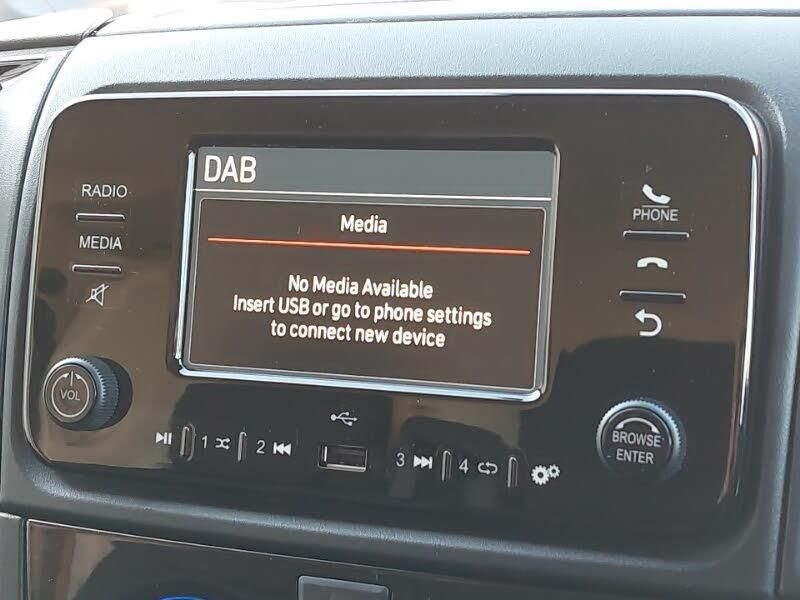 DAB
RADIO
MEDIA
Media
No Media Available
Insert USB or go to phone settings
to connect new device
PHONE
VOL
1
2
3
4
BROWSE
ENTER